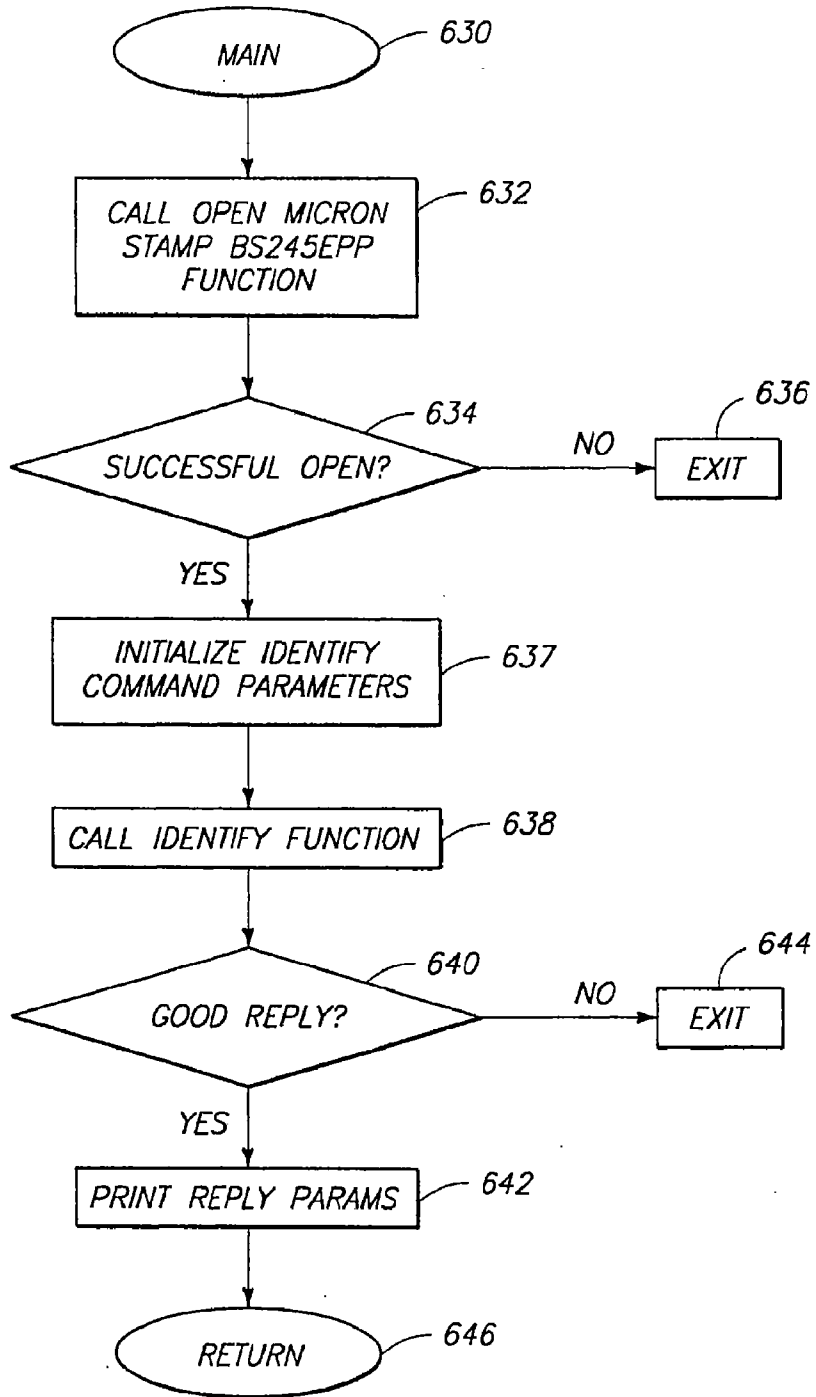 MAIN
630
CALL OPEN MICRON
STAMP BS245EPP
FUNCTION
632
SUCCESSFUL OPEN?
634
NO
EXIT
636
YES
INITIALIZE IDENTIFY
COMMAND PARAMETERS
637
CALL IDENTIFY FUNCTION
638
GOOD REPLY?
640
NO
EXIT
644
YES
PRINT REPLY PARAMS
642
RETURN
646